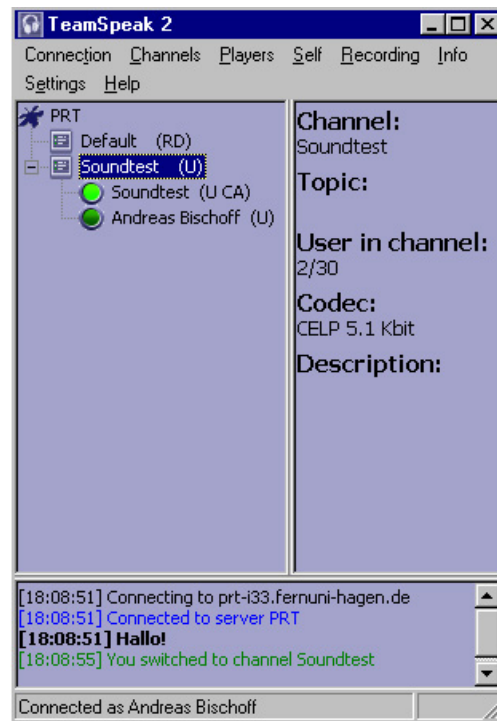 TeamSpeak 2
Connection Channels Players Self Recording Info
Settings Help
PRT
Default (RD)
Soundtest (U)
Soundtest (U CA)
Andreas Bischoff (U)
Channel:
Soundtest
Topic:
User in channel:
2/30
Codec:
CELP 5.1 Kbit
Description:
[18:08:51] Connecting to prt-i33.fernuni-hagen.de
[18:08:51] Connected to server PRT
[18:08:51] Hallo!
[18:08:55] You switched to channel Soundtest
Connected as Andreas Bischoff